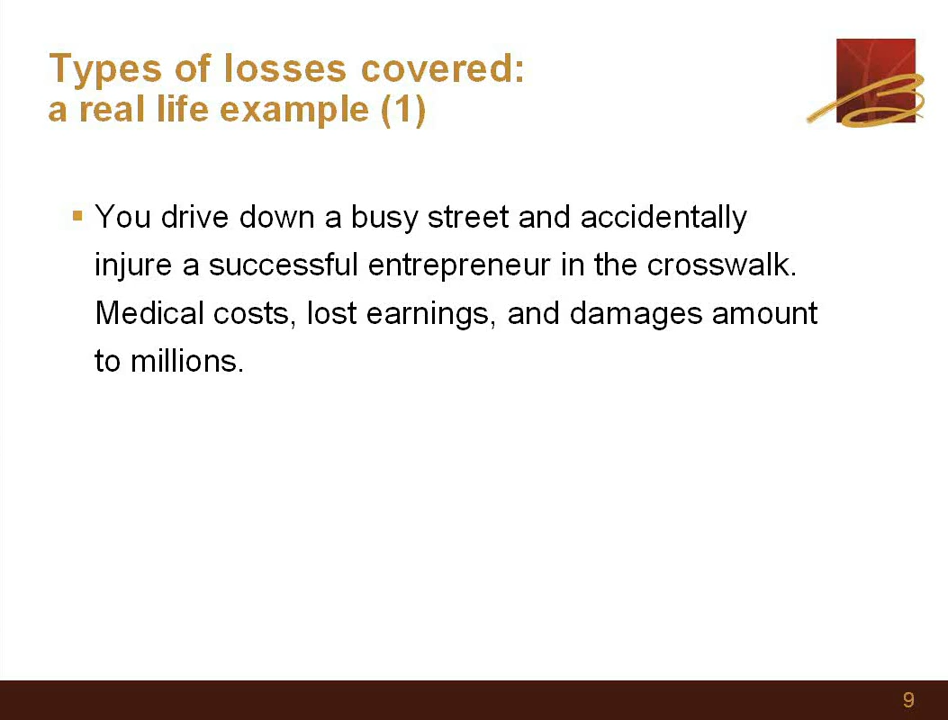 Types of losses covered:
a real life example (1)
▪ You drive down a busy street and accidentally
injure a successful entrepreneur in the crosswalk.
Medical costs, lost earnings, and damages amount
to millions.
9